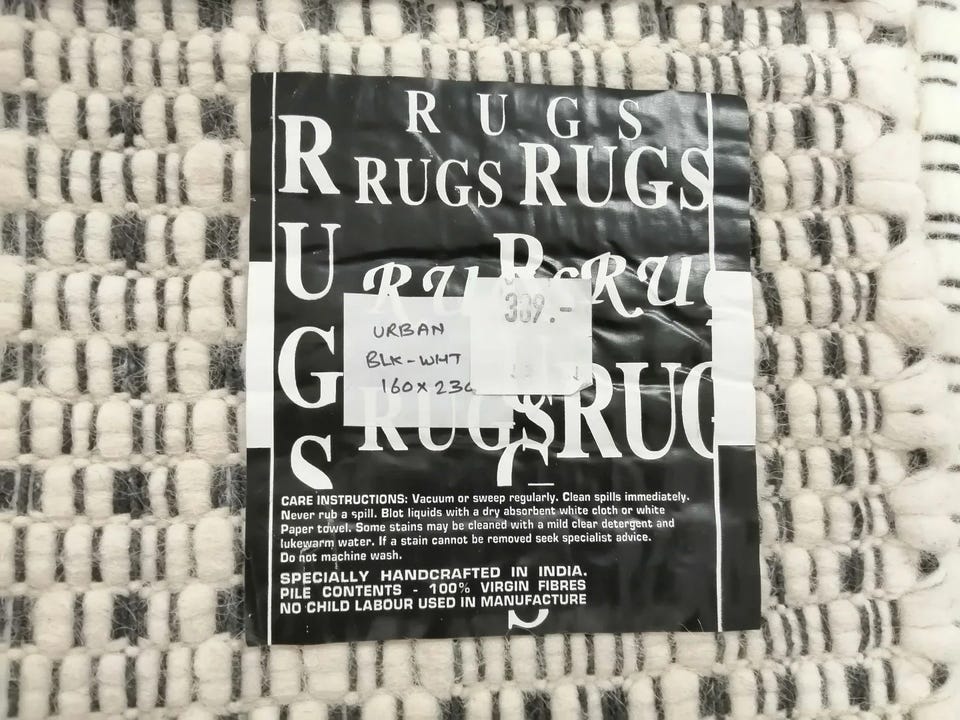 RUGS
RUGS RUGS
RUGS
URBAN
BLK-WHT
160 x 230
RUGS RUG
CARE INSTRUCTIONS: Vacuum or sweep regularly. Clean spills immediately.
Never rub a spill. Blot liquids with a dry absorbent white cloth or white
Paper towel. Some stains may be cleaned with a mild clear detergent and
lukewarm water. If a stain cannot be removed seek specialist advice.
Do not machine wash.
SPECIALLY HANDCRAFTED IN INDIA.
PILE CONTENTS - 100% VIRGIN FIBRES
NO CHILD LABOUR USED IN MANUFACTURE